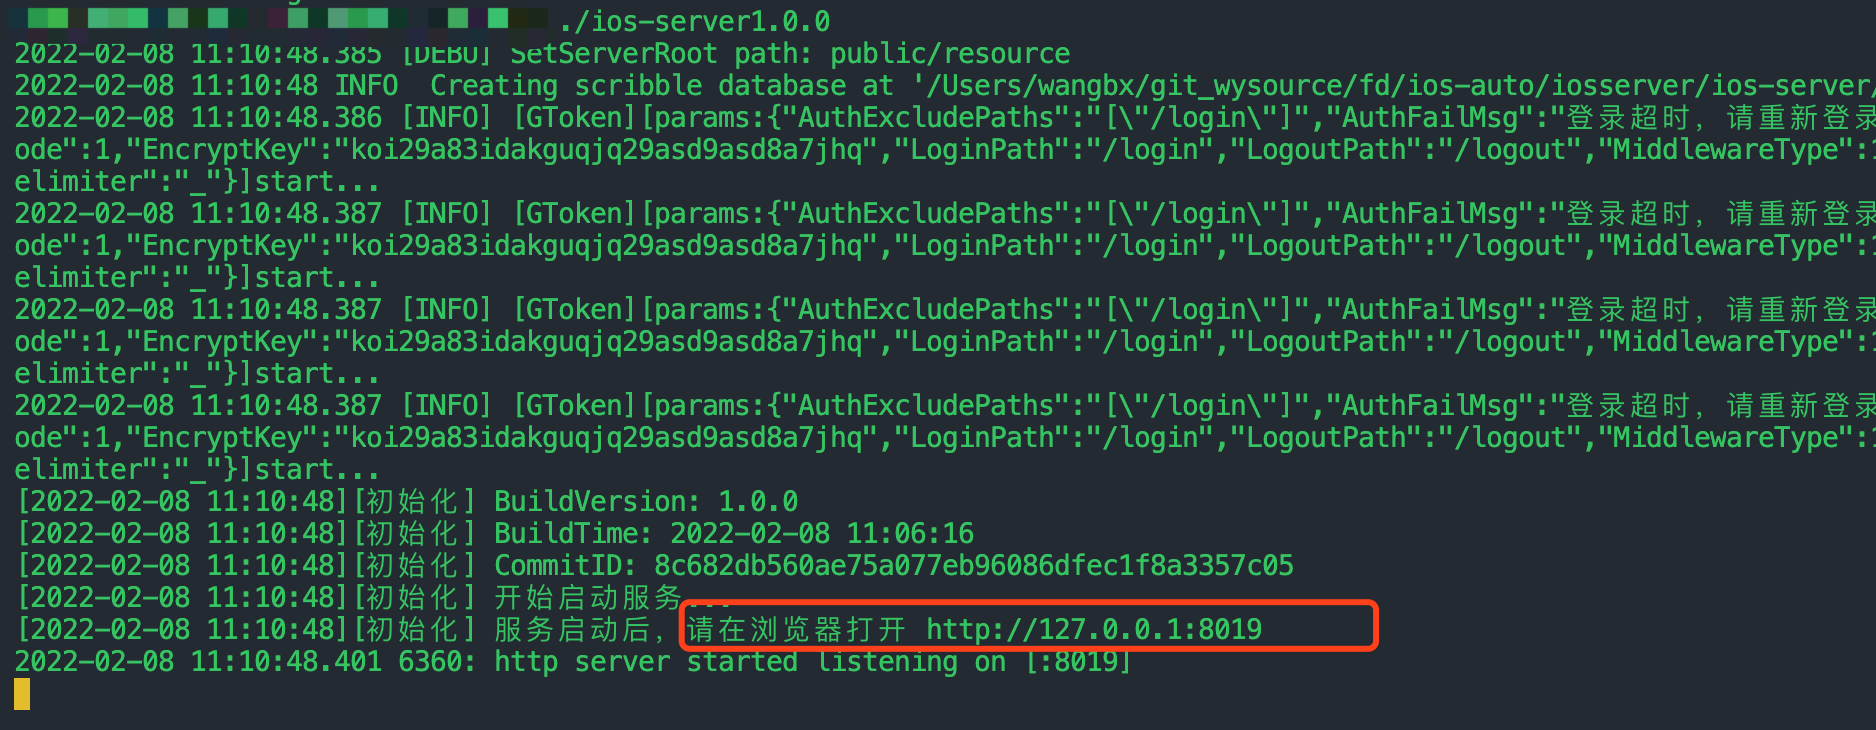 ./ios-server1.0.0
2022-02-08 11:10:48.385 [DEBU] SetServerRoot path: public/resource
2022-02-08 11:10:48 INFO  Creating scribble database at '/Users/wangbx/git_wysource/fd/ios-auto/iosserver/ios-server/
2022-02-08 11:10:48.386 [INFO] [GToken][params:{"AuthExcludePaths":"[\"/login\"]","AuthFailMsg":"登录超时，请重新登录
ode":1,"EncryptKey":"koi29a83idakguqjq29asd9asd8a7jhq","LoginPath":"/login","LogoutPath":"/logout","MiddlewareType":1
elimiter":"_"}]start...
2022-02-08 11:10:48.387 [INFO] [GToken][params:{"AuthExcludePaths":"[\"/login\"]","AuthFailMsg":"登录超时，请重新登录
ode":1,"EncryptKey":"koi29a83idakguqjq29asd9asd8a7jhq","LoginPath":"/login","LogoutPath":"/logout","MiddlewareType":1
elimiter":"_"}]start...
2022-02-08 11:10:48.387 [INFO] [GToken][params:{"AuthExcludePaths":"[\"/login\"]","AuthFailMsg":"登录超时，请重新登录
ode":1,"EncryptKey":"koi29a83idakguqjq29asd9asd8a7jhq","LoginPath":"/login","LogoutPath":"/logout","MiddlewareType":1
elimiter":"_"}]start...
2022-02-08 11:10:48.387 [INFO] [GToken][params:{"AuthExcludePaths":"[\"/login\"]","AuthFailMsg":"登录超时，请重新登录
ode":1,"EncryptKey":"koi29a83idakguqjq29asd9asd8a7jhq","LoginPath":"/login","LogoutPath":"/logout","MiddlewareType":1
elimiter":"_"}]start...
[2022-02-08 11:10:48][初始化] BuildVersion: 1.0.0
[2022-02-08 11:10:48][初始化] BuildTime: 2022-02-08 11:06:16
[2022-02-08 11:10:48][初始化] CommitID: 8c682db560ae75a077eb96086dfec1f8a3357c05
[2022-02-08 11:10:48][初始化] 开始启动服务...
[2022-02-08 11:10:48][初始化] 服务启动后，请在浏览器打开 http://127.0.0.1:8019
2022-02-08 11:10:48.401 6360: http server started listening on [:8019]